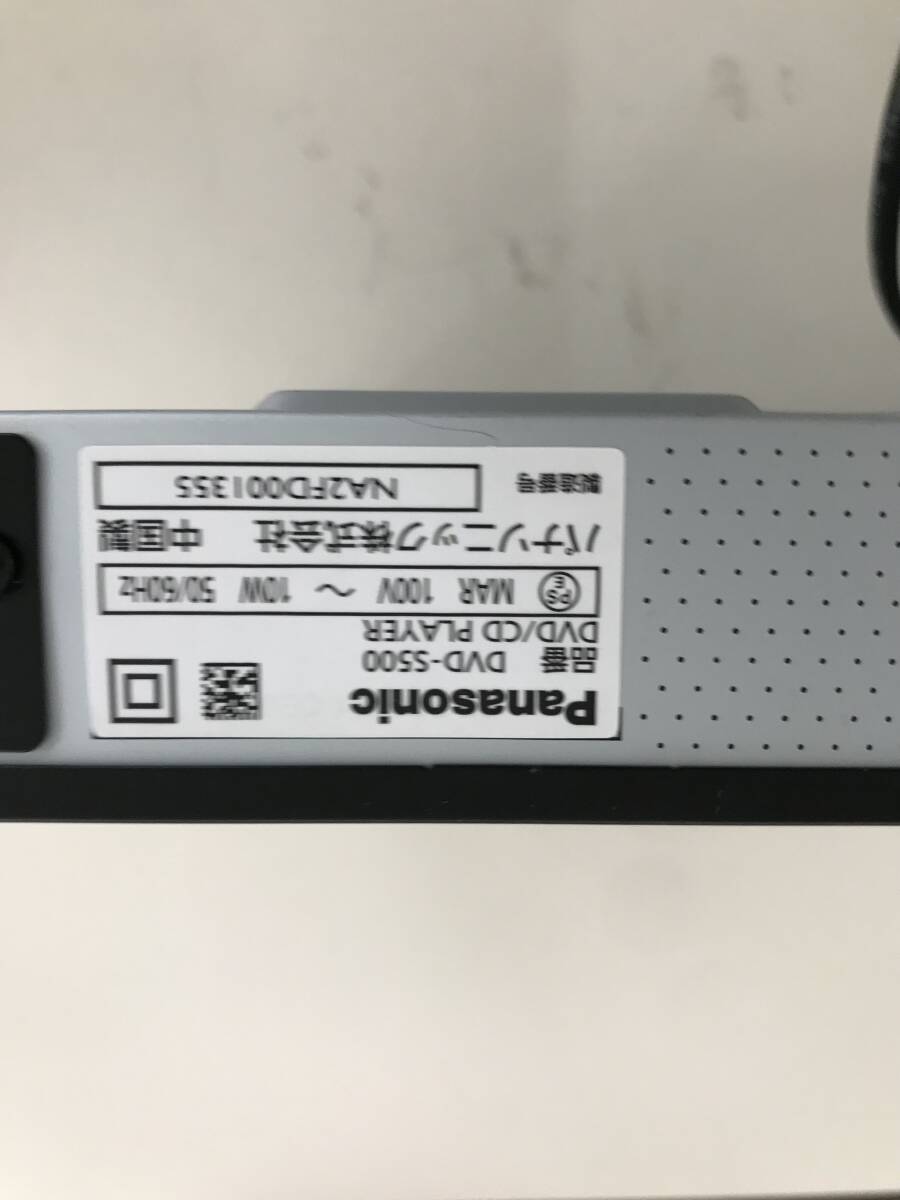 Panasonic
品番 DVD-S500
DVD/CD PLAYER
PS E MAR 100V ～ 10W 50/60Hz
パナソニック株式会社 中国製
製造番号 NA2FD001355